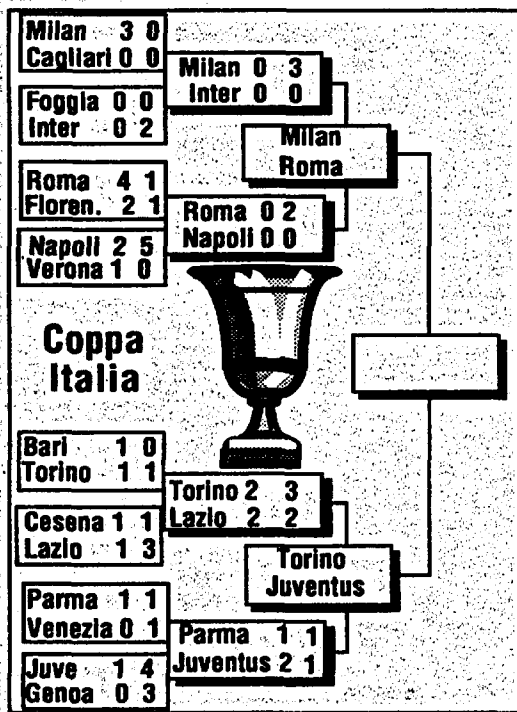 Milan 3 0
Cagliari 0 0
Foggia 0 0
Inter 0 2
Roma 4 1
Fioren. 2 1
Napoli 2 5
Verona 1 0
Milan 0 3
Inter 0 0
Roma 0 2
Napoli 0 0
Milan
Roma
Coppa
Italia
Bari 1 0
Torino 1 1
Cesena 1 1
Lazio 1 3
Parma 1 1
Venezia 0 1
Juve 1 4
Genoa 0 3
Torino 2 3
Lazio 2 2
Parma 1 1
Juventus 2 1
Torino
Juventus